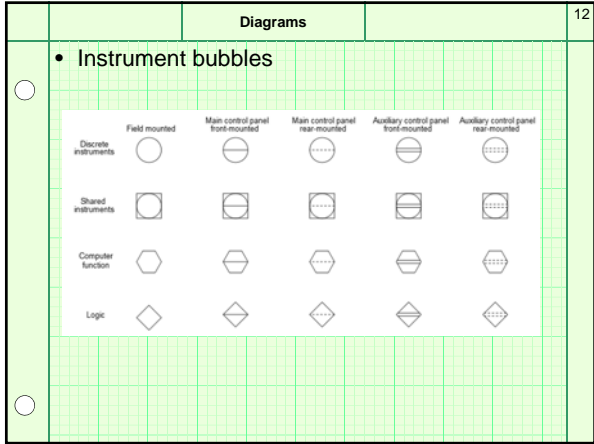 Diagrams
12
• Instrument bubbles
Field mounted
Main control panel
front-mounted
Main control panel
rear-mounted
Auxiliary control panel
front-mounted
Auxiliary control panel
rear-mounted
Discrete
instruments
Shared
instruments
Computer
function
Logic